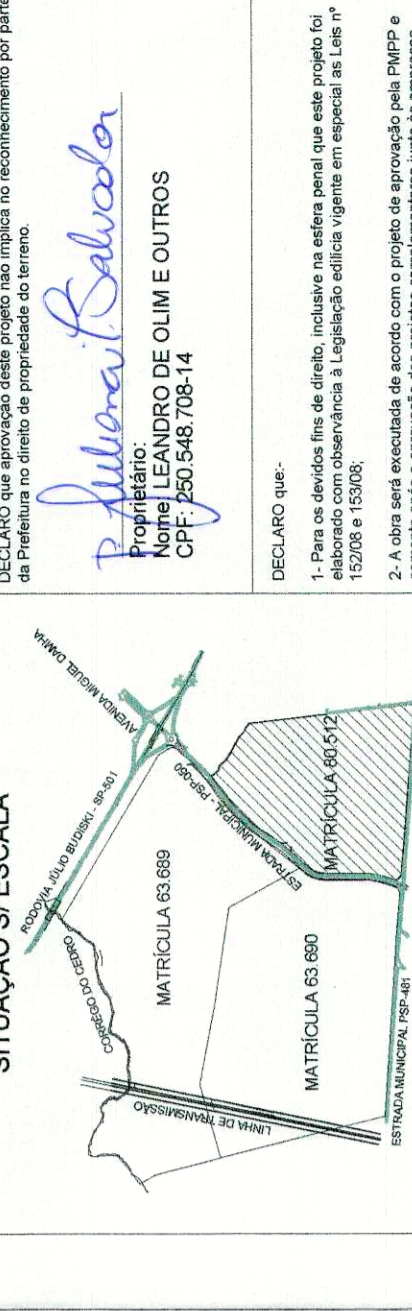 SITUAÇÃO S/ ESCALA
RODOVIA JÚLIO BUDISKI - SP-501
AVENIDA MIGUEL DAMHA
CÓRREGO DO CEDRO
MATRÍCULA 63.689
ESTRADA MUNICIPAL - PSP-060
LINHA DE TRANSMISSÃO
MATRÍCULA 63.690
MATRÍCULA 80.512
ESTRADA MUNICIPAL PSP-481
DECLARO que aprovação deste projeto não implica no reconhecimento por parte
da Prefeitura no direito de propriedade do terreno.
p. Juliana P. Salvador
Proprietário:
Nome: LEANDRO DE OLIM E OUTROS
CPF: 250.548.708-14
DECLARO que:-
1- Para os devidos fins de direito, inclusive na esfera penal que este projeto foi
elaborado com observância à Legislação edilícia vigente em especial as Leis nº
152/08 e 153/08;
2- A obra será executada de acordo com o projeto de aprovação pela PMPP e